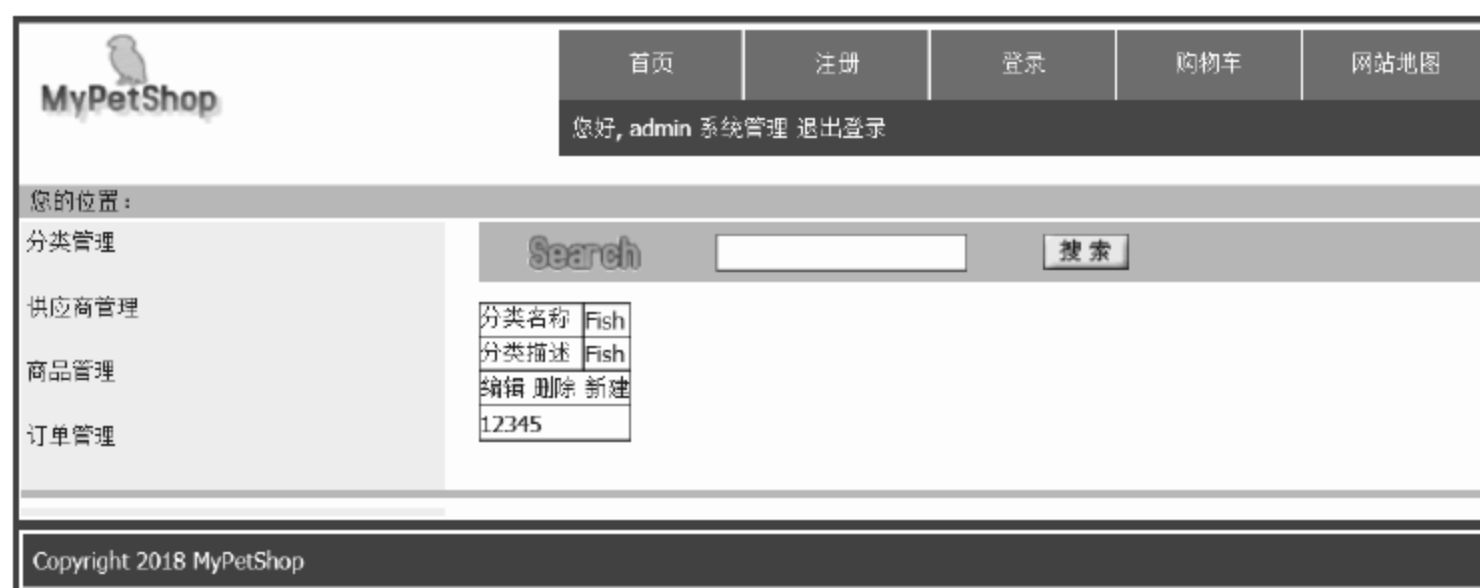 MyPetShop
首页 注册 登录 购物车 网站地图
您好, admin 系统管理 退出登录
您的位置：
分类管理
供应商管理
商品管理
订单管理
Search 搜索
分类名称 Fish
分类描述 Fish
编辑 删除 新建
12345
Copyright 2018 MyPetShop